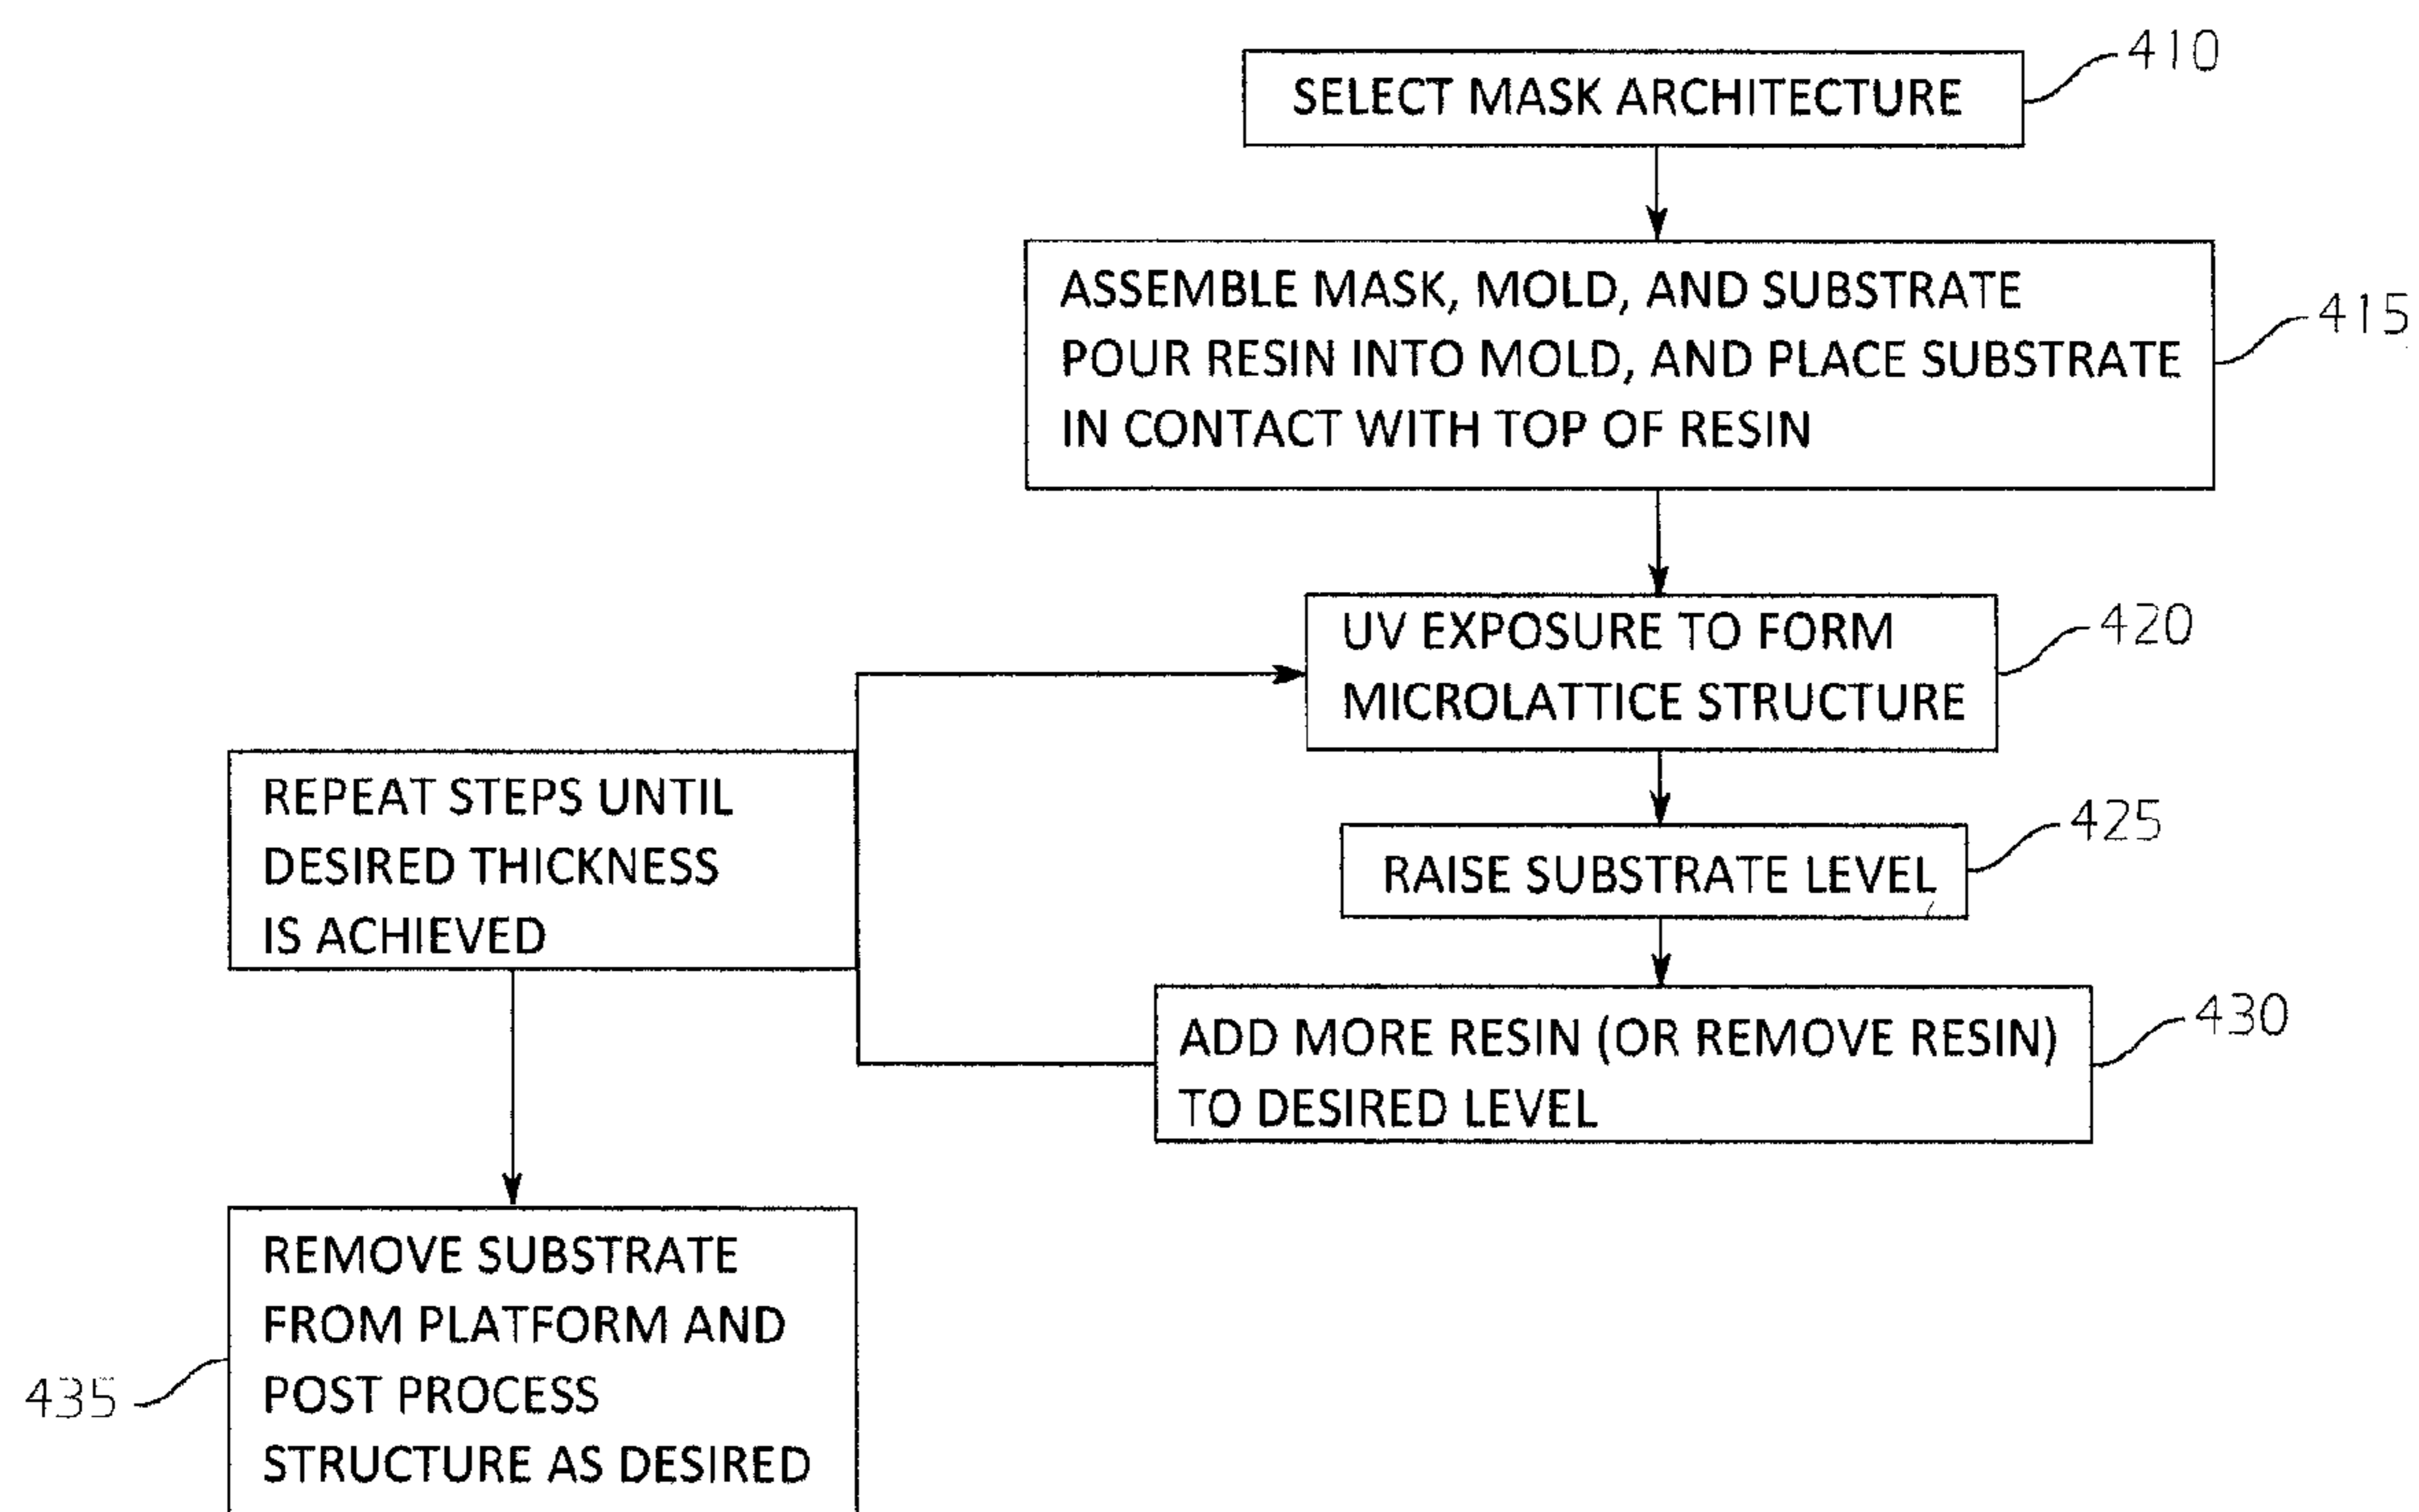 SELECT MASK ARCHITECTURE
410
ASSEMBLE MASK, MOLD, AND SUBSTRATE
POUR RESIN INTO MOLD, AND PLACE SUBSTRATE
IN CONTACT WITH TOP OF RESIN
415
UV EXPOSURE TO FORM
MICROLATTICE STRUCTURE
420
RAISE SUBSTRATE LEVEL
425
ADD MORE RESIN (OR REMOVE RESIN)
TO DESIRED LEVEL
430
REPEAT STEPS UNTIL
DESIRED THICKNESS
IS ACHIEVED
REMOVE SUBSTRATE
FROM PLATFORM AND
POST PROCESS
STRUCTURE AS DESIRED
435